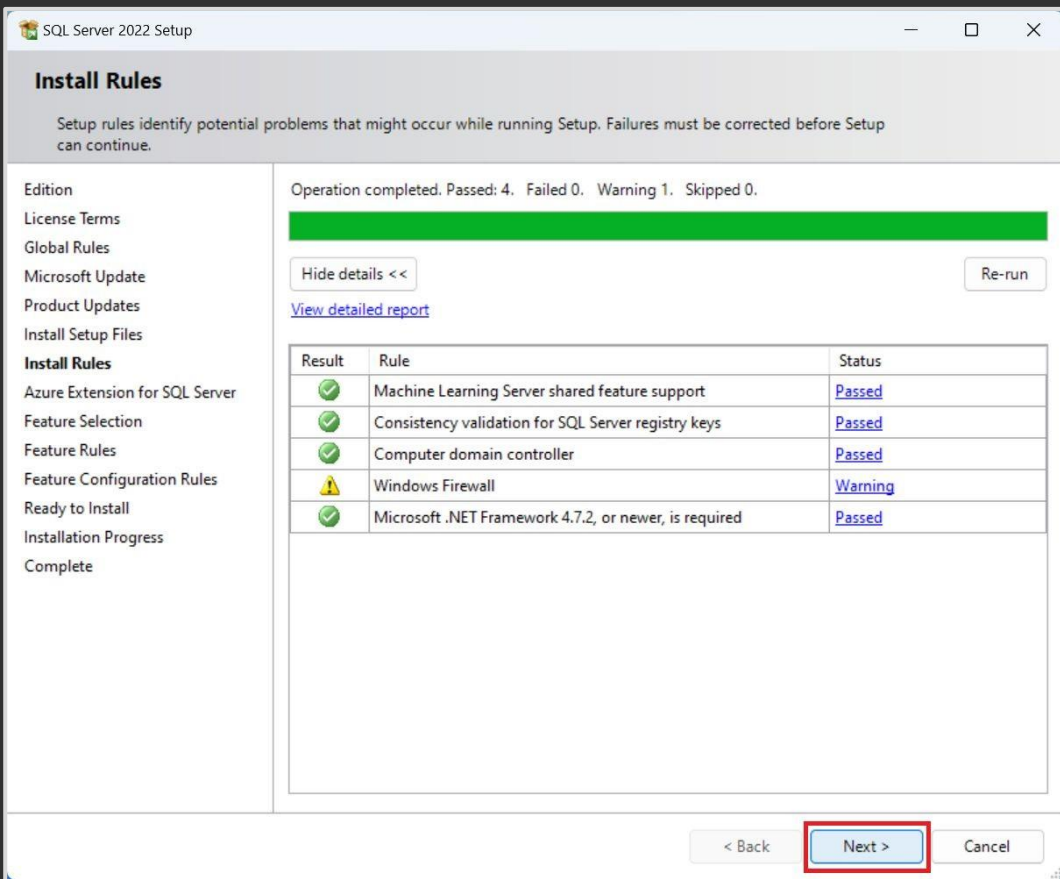 SQL Server 2022 Setup
Install Rules
Setup rules identify potential problems that might occur while running Setup. Failures must be corrected before Setup
can continue.
Edition
License Terms
Global Rules
Microsoft Update
Product Updates
Install Setup Files
Install Rules
Azure Extension for SQL Server
Feature Selection
Feature Rules
Feature Configuration Rules
Ready to Install
Installation Progress
Complete
Operation completed. Passed: 4. Failed 0. Warning 1. Skipped 0.
Hide details << Re-run
View detailed report
Result Rule Status
Machine Learning Server shared feature support Passed
Consistency validation for SQL Server registry keys Passed
Computer domain controller Passed
Windows Firewall Warning
Microsoft .NET Framework 4.7.2, or newer, is required Passed
< Back Next > Cancel